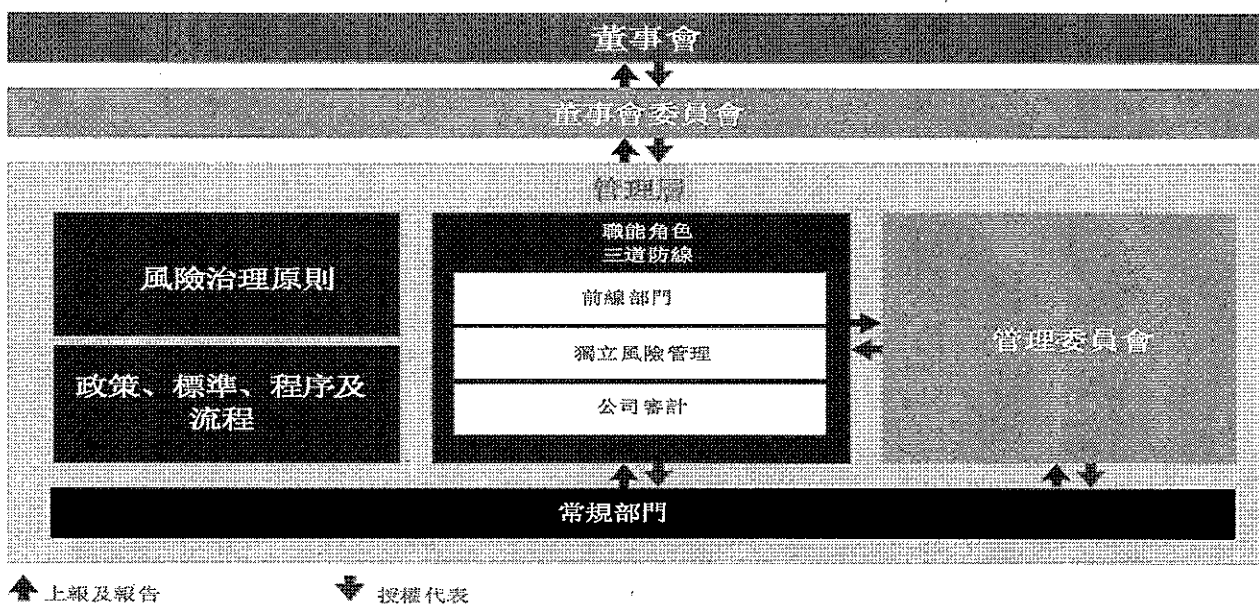 董事會
董事會委員會
管理層
風險治理原則
政策、標準、程序及
流程
職能角色
三道防線
前線部門
獨立風險管理
公司審計
管理委員會
常規部門
上報及報告
授權代表